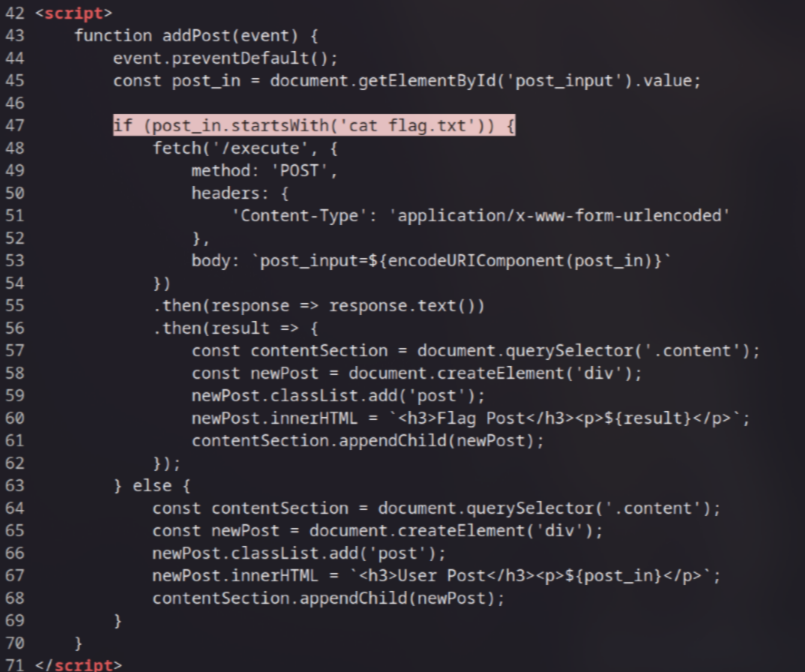 42 <script>
43     function addPost(event) {
44         event.preventDefault();
45         const post_in = document.getElementById('post_input').value;
46
47         if (post_in.startsWith('cat flag.txt')) {
48             fetch('/execute', {
49                 method: 'POST',
50                 headers: {
51                     'Content-Type': 'application/x-www-form-urlencoded'
52                 },
53                 body: `post_input=${encodeURIComponent(post_in)}`
54             })
55             .then(response => response.text())
56             .then(result => {
57                 const contentSection = document.querySelector('.content');
58                 const newPost = document.createElement('div');
59                 newPost.classList.add('post');
60                 newPost.innerHTML = `<h3>Flag Post</h3><p>${result}</p>`;
61                 contentSection.appendChild(newPost);
62             });
63         } else {
64             const contentSection = document.querySelector('.content');
65             const newPost = document.createElement('div');
66             newPost.classList.add('post');
67             newPost.innerHTML = `<h3>User Post</h3><p>${post_in}</p>`;
68             contentSection.appendChild(newPost);
69         }
70     }
71 </script>